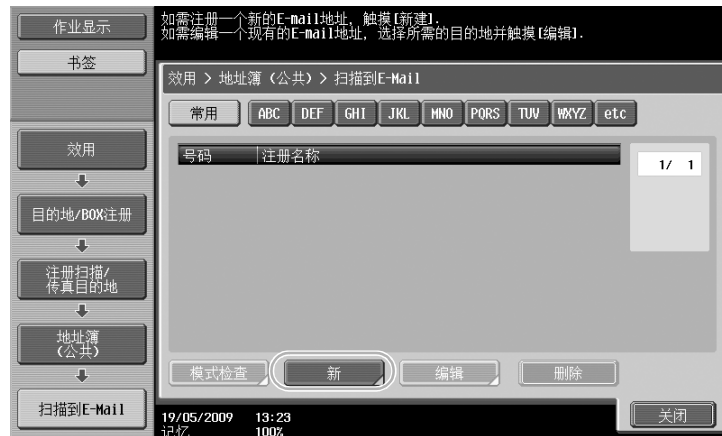 作业显示
书签
如需注册一个新的E-mail地址, 触摸[新建].
如需编辑一个现有的E-mail地址, 选择所需的目的地并触摸[编辑].
效用 > 地址簿 (公共) > 扫描到E-Mail
常用 ABC DEF GHI JKL MNO PQRS TUV WXYZ etc
号码 注册名称
1/ 1
效用
目的地/BOX注册
注册扫描/
传真目的地
地址簿
(公共)
扫描到E-Mail
模式检查 新 编辑 删除
19/05/2009 13:23
记忆 100%
关闭